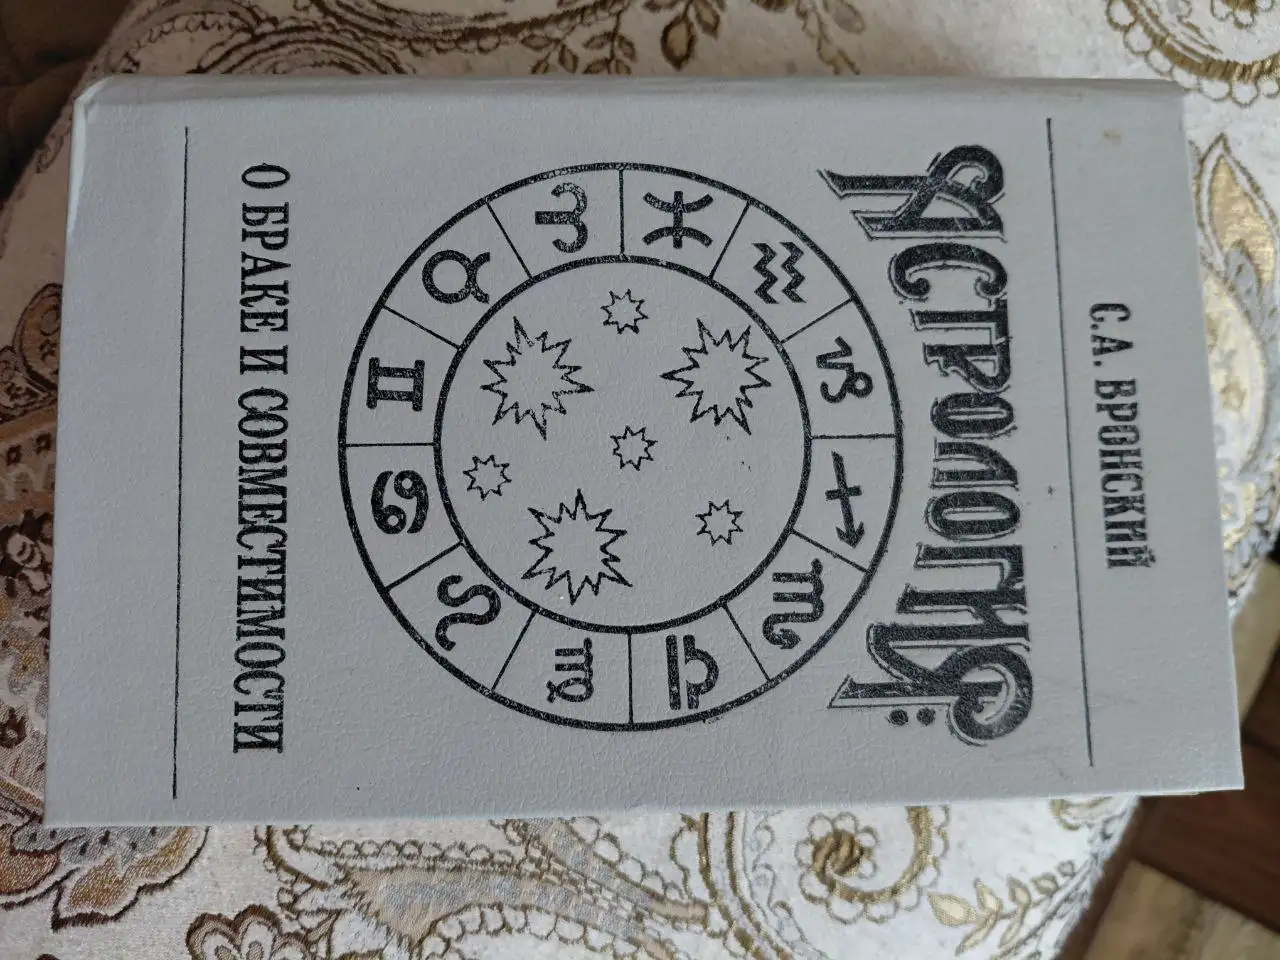 С.А. ВРОНСКИЙ
АСТРОЛОГИЯ:
О БРАКЕ И СОВМЕСТИМОСТИ